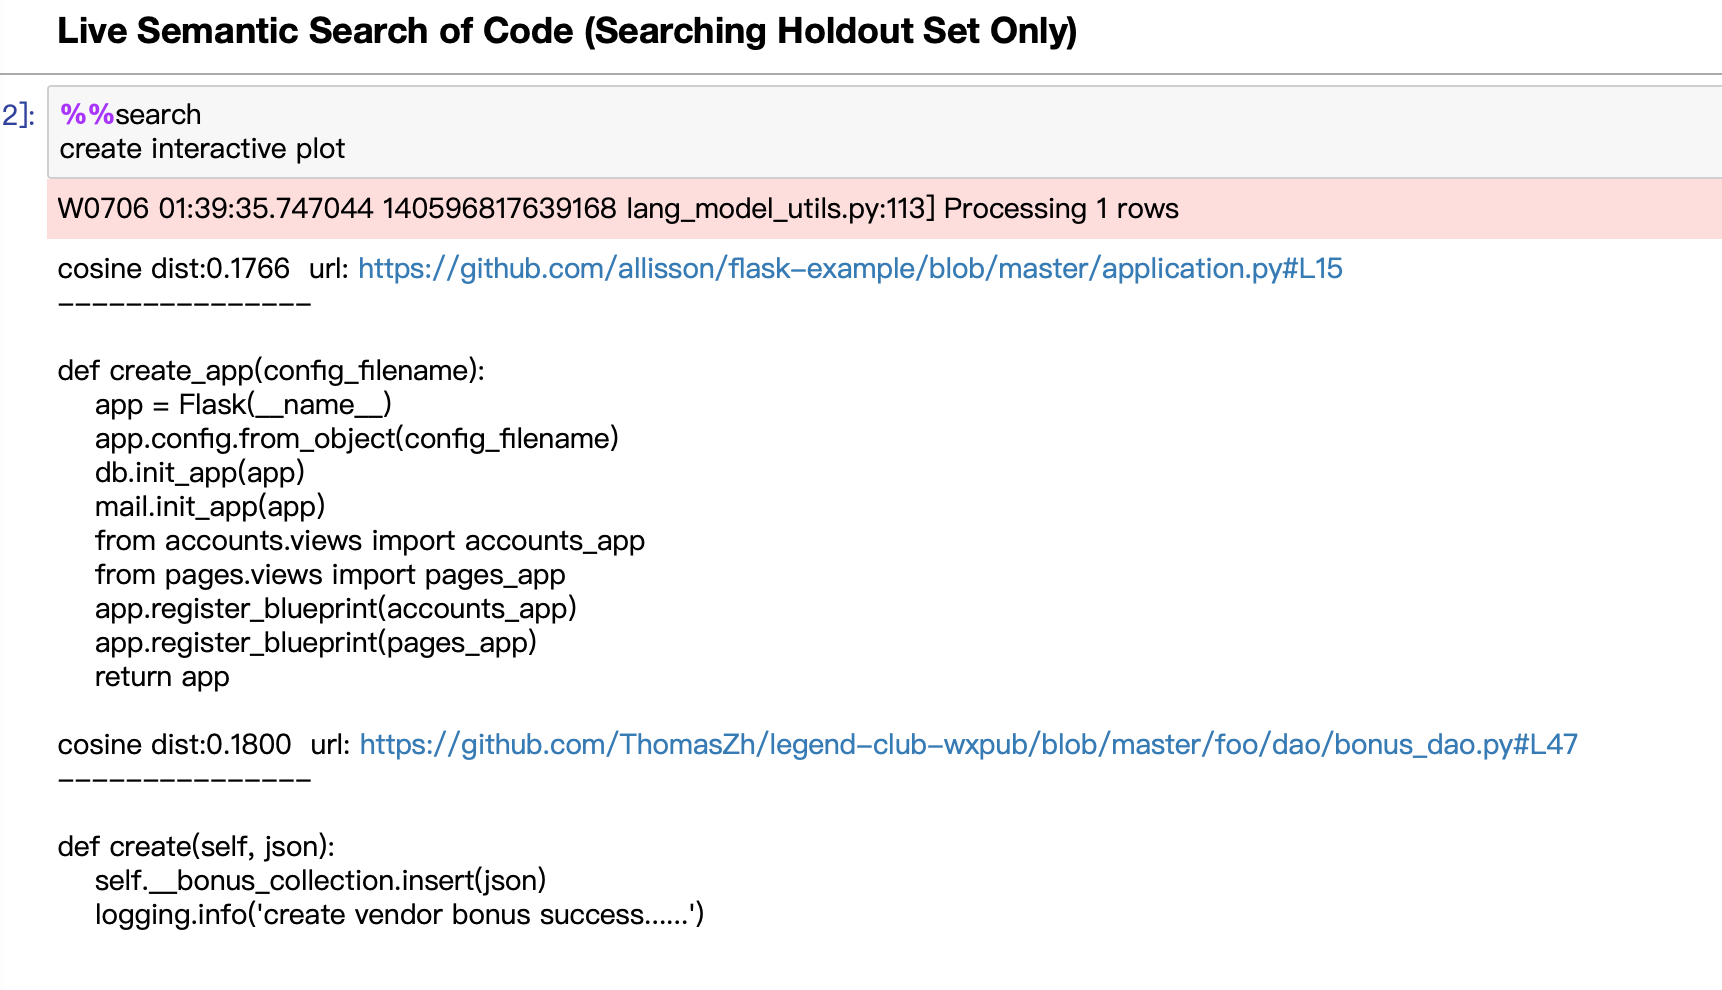 Live Semantic Search of Code (Searching Holdout Set Only)
2]:
%%search
create interactive plot
W0706 01:39:35.747044 140596817639168 lang_model_utils.py:113] Processing 1 rows
cosine dist:0.1766  url: https://github.com/allisson/flask-example/blob/master/application.py#L15
---------------
def create_app(config_filename):
    app = Flask(__name__)
    app.config.from_object(config_filename)
    db.init_app(app)
    mail.init_app(app)
    from accounts.views import accounts_app
    from pages.views import pages_app
    app.register_blueprint(accounts_app)
    app.register_blueprint(pages_app)
    return app
cosine dist:0.1800  url: https://github.com/ThomasZh/legend-club-wxpub/blob/master/foo/dao/bonus_dao.py#L47
---------------
def create(self, json):
    self.__bonus_collection.insert(json)
    logging.info('create vendor bonus success......')